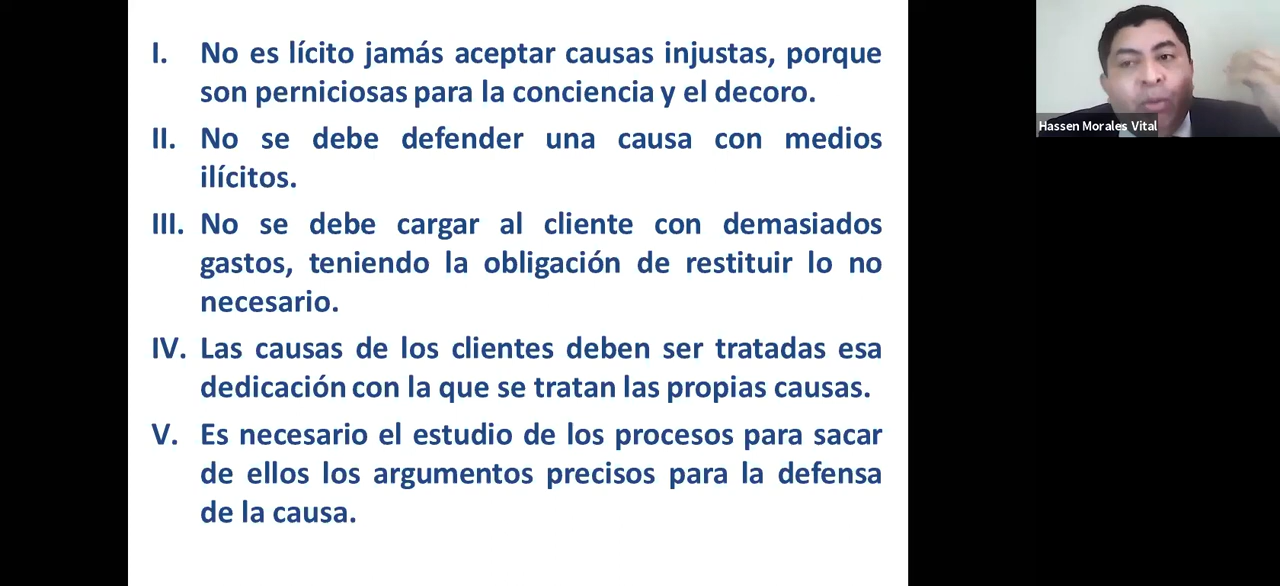 I. No es lícito jamás aceptar causas injustas, porque
son perniciosas para la conciencia y el decoro.
II. No se debe defender una causa con medios
ilícitos.
III. No se debe cargar al cliente con demasiados
gastos, teniendo la obligación de restituir lo no
necesario.
IV. Las causas de los clientes deben ser tratadas esa
dedicación con la que se tratan las propias causas.
V. Es necesario el estudio de los procesos para sacar
de ellos los argumentos precisos para la defensa
de la causa.
Hassen Morales Vital